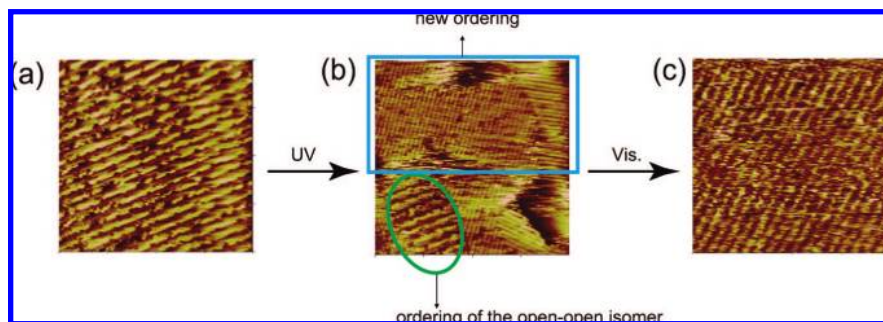 new ordering
(a)
(b)
(c)
UV
Vis.
ordering of the open-open isomer